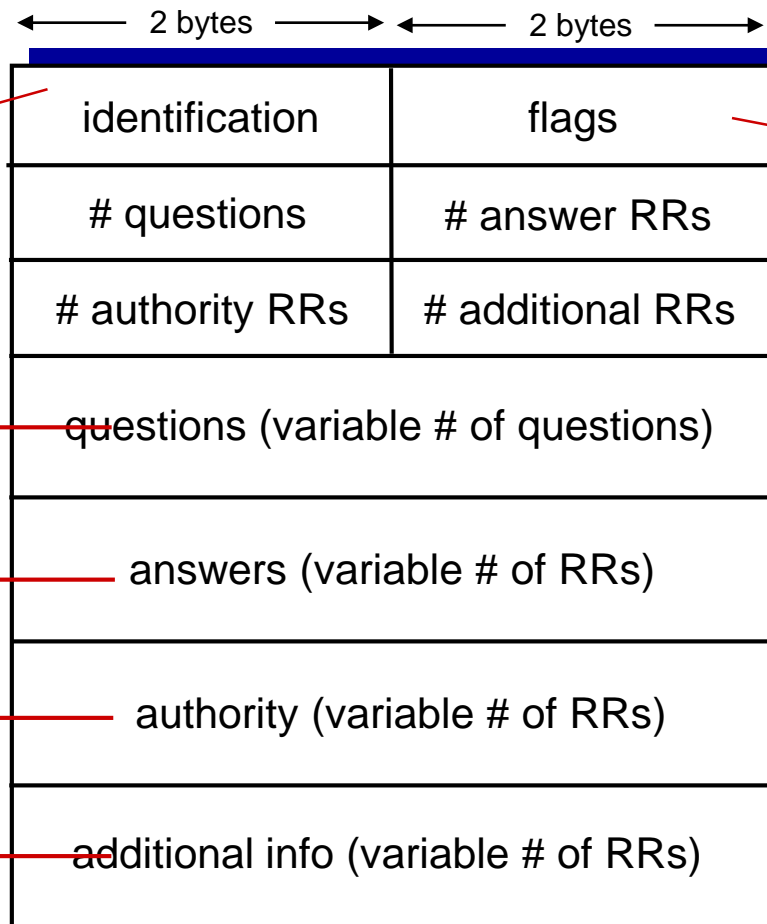 2 bytes 2 bytes
identification flags
# questions # answer RRs
# authority RRs # additional RRs
questions (variable # of questions)
answers (variable # of RRs)
authority (variable # of RRs)
additional info (variable # of RRs)